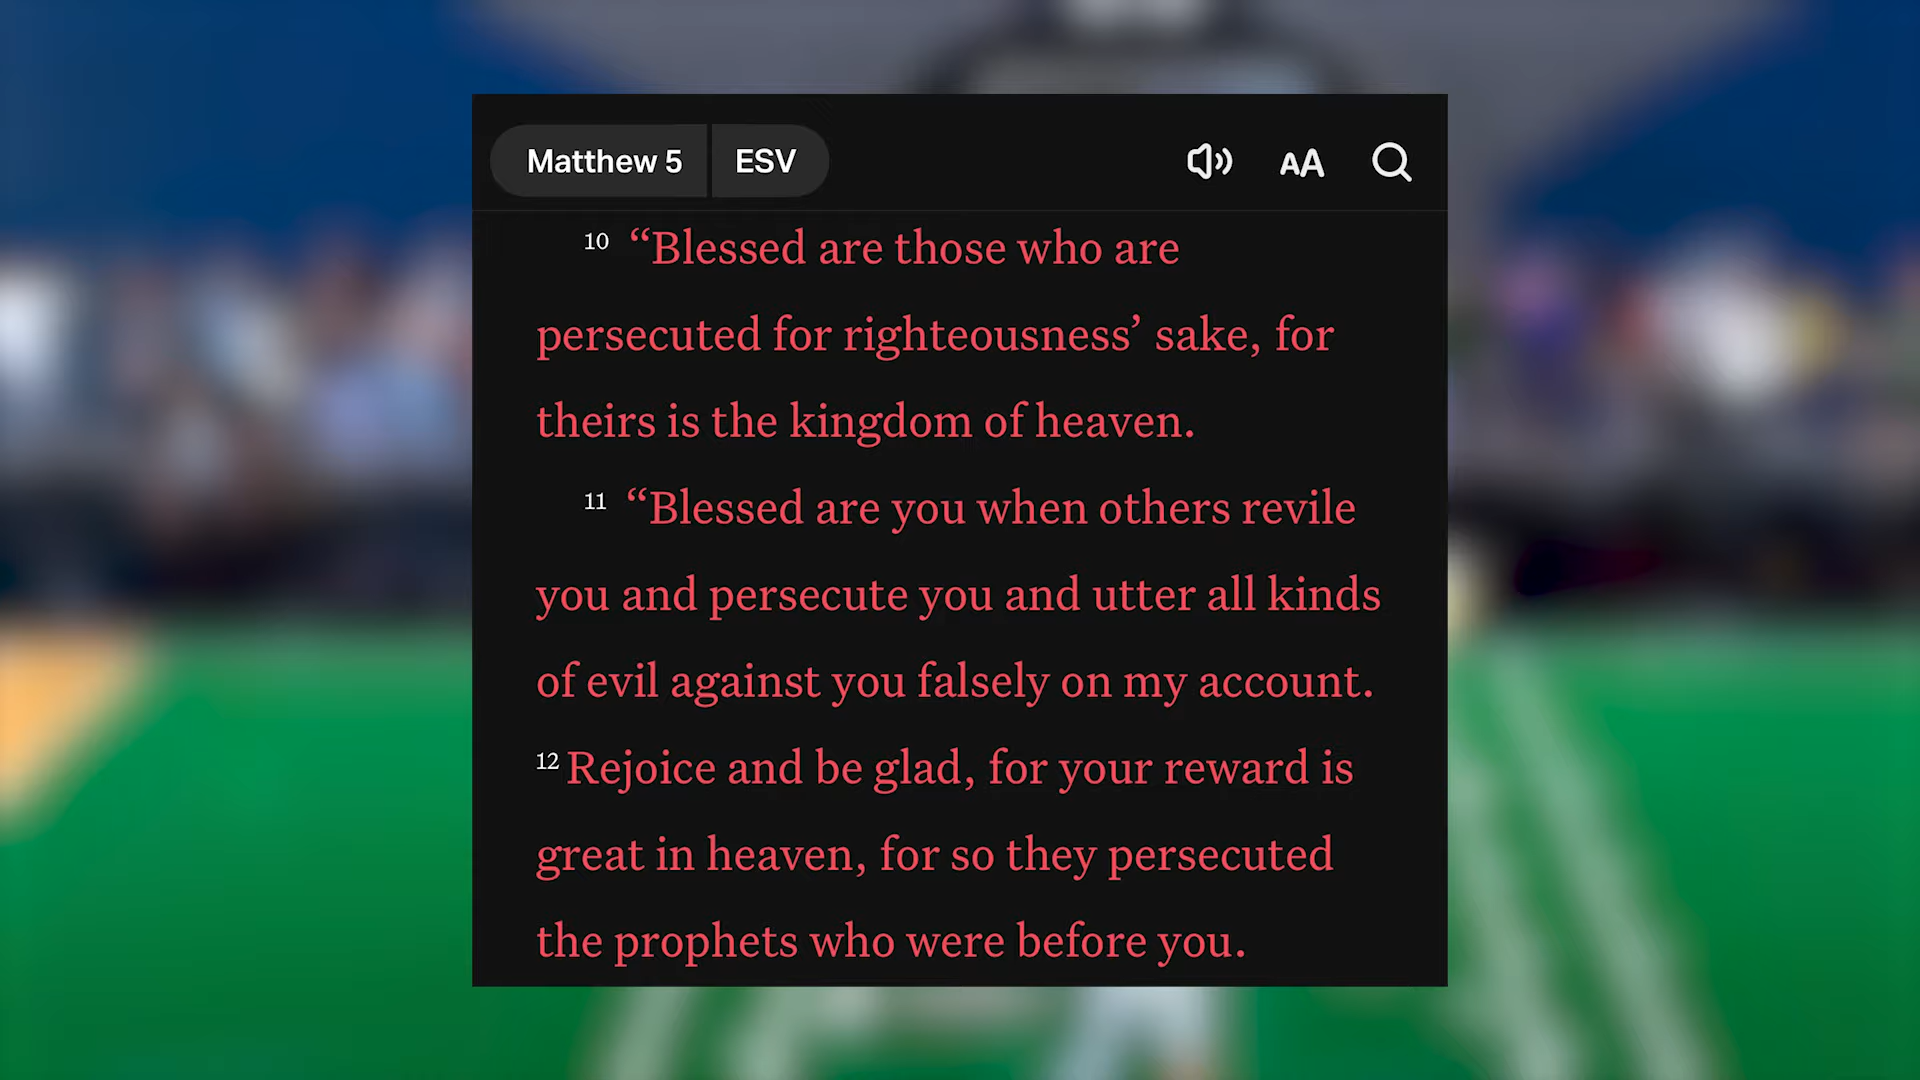 Matthew 5 ESV AA
10 “Blessed are those who are
persecuted for righteousness’ sake, for
theirs is the kingdom of heaven.
11 “Blessed are you when others revile
you and persecute you and utter all kinds
of evil against you falsely on my account.
12 Rejoice and be glad, for your reward is
great in heaven, for so they persecuted
the prophets who were before you.